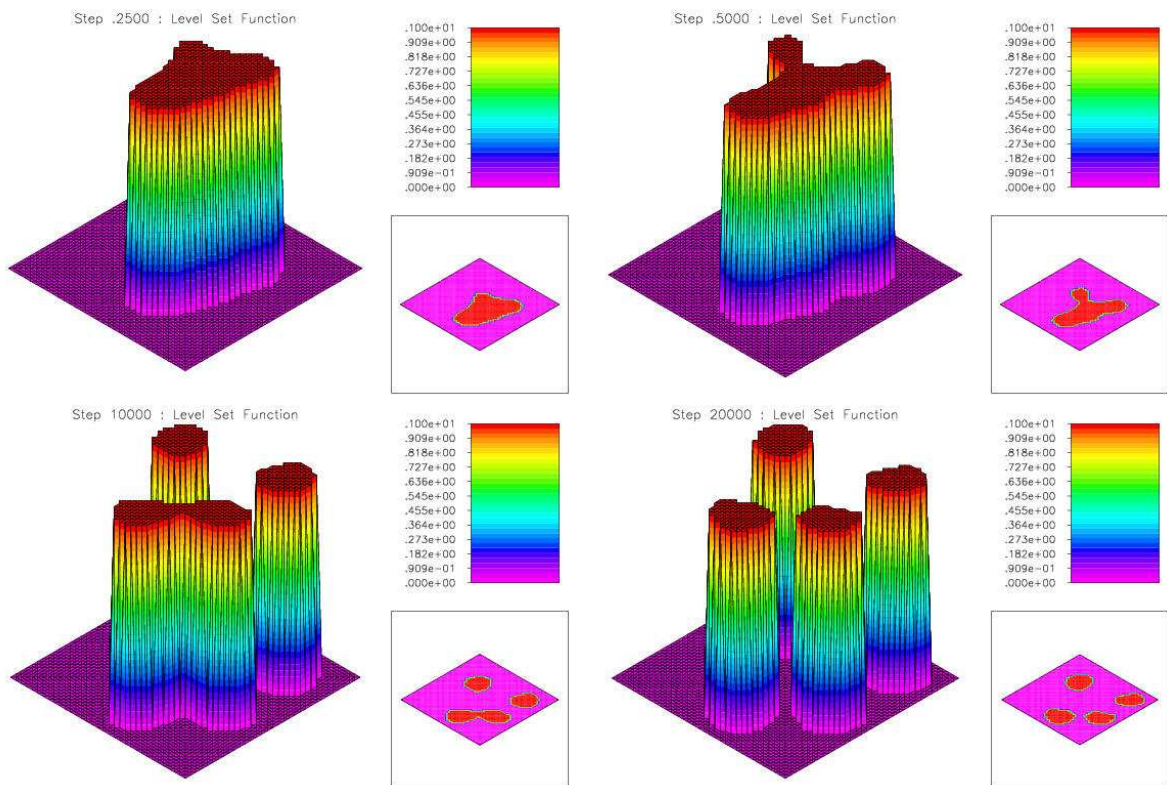 Step .2500 : Level Set Function
.100e+01
.909e+00
.818e+00
.727e+00
.636e+00
.545e+00
.455e+00
.364e+00
.273e+00
.182e+00
.909e-01
.000e+00
Step .5000 : Level Set Function
.100e+01
.909e+00
.818e+00
.727e+00
.636e+00
.545e+00
.455e+00
.364e+00
.273e+00
.182e+00
.909e-01
.000e+00
Step 10000 : Level Set Function
.100e+01
.909e+00
.818e+00
.727e+00
.636e+00
.545e+00
.455e+00
.364e+00
.273e+00
.182e+00
.909e-01
.000e+00
Step 20000 : Level Set Function
.100e+01
.909e+00
.818e+00
.727e+00
.636e+00
.545e+00
.455e+00
.364e+00
.273e+00
.182e+00
.909e-01
.000e+00